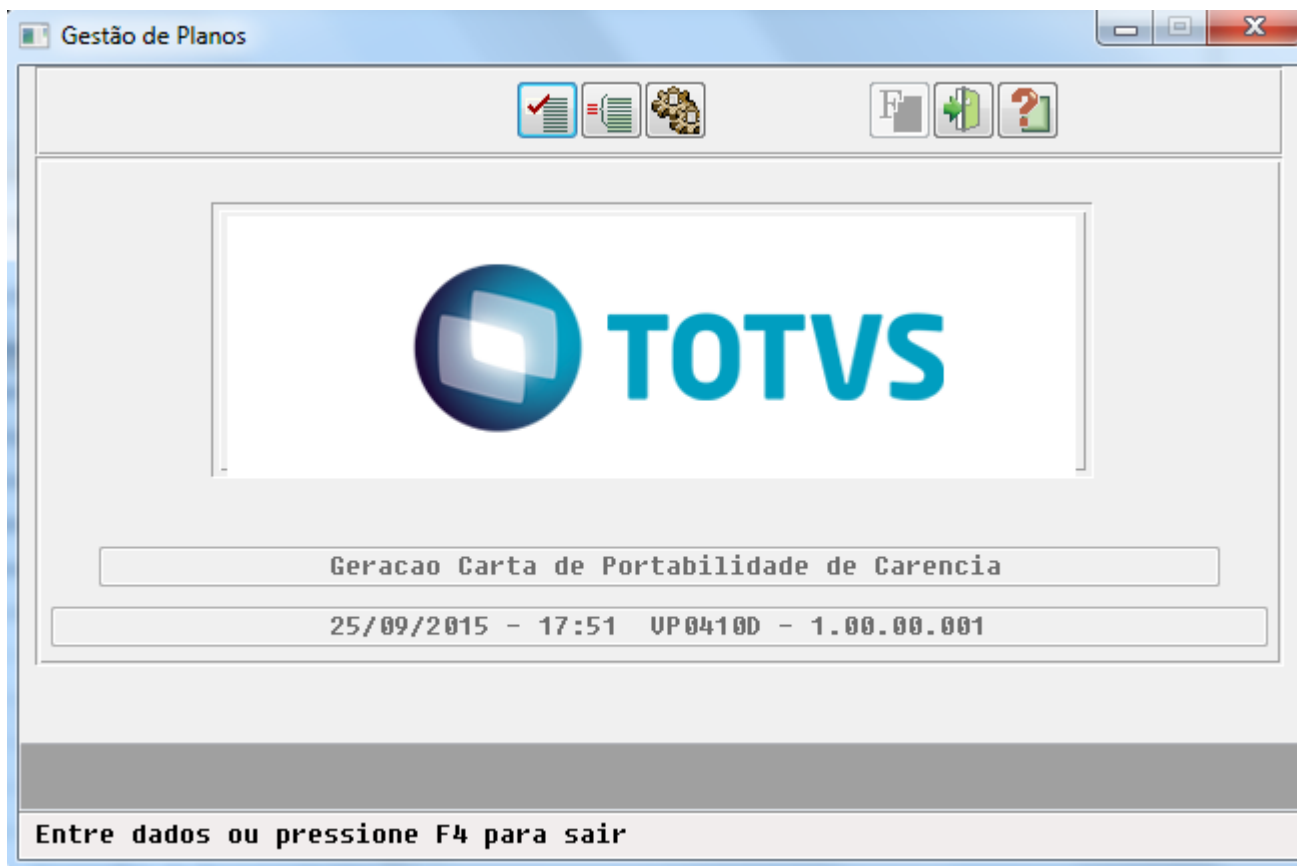 Gestão de Planos
F
TOTVS
Geracao Carta de Portabilidade de Carencia
25/09/2015 - 17:51 VP0410D - 1.00.00.001
Entre dados ou pressione F4 para sair